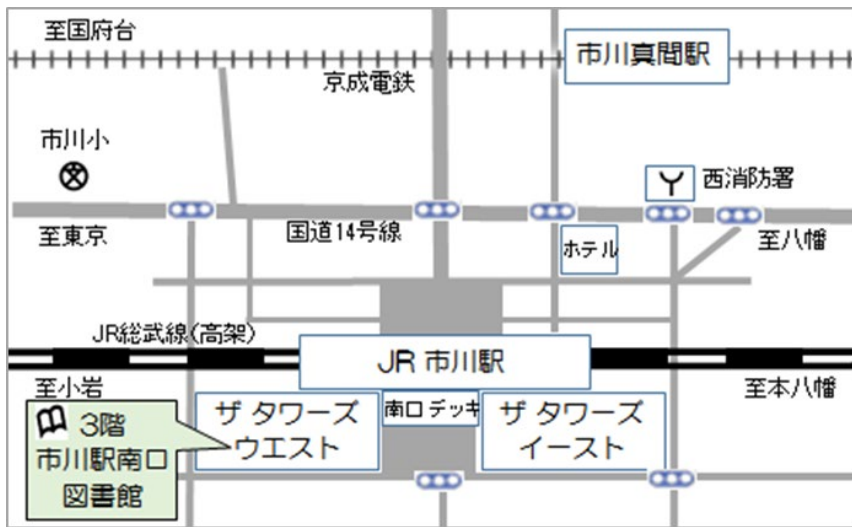 至国府台
市川真間駅
京成電鉄
市川小
西消防署
至東京
国道14号線
ホテル
至八幡
JR総武線(高架)
JR 市川駅
至小岩
至本八幡
ザ タワーズ
ウエスト
南口 デッキ
ザ タワーズ
イースト
3階
市川駅南口
図書館